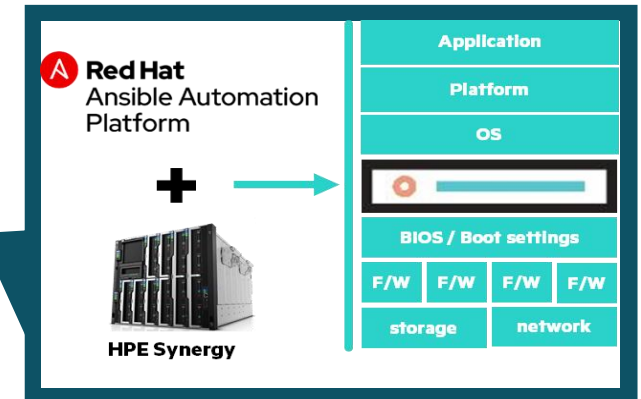 Red Hat
Ansible Automation
Platform
HPE Synergy
Application
Platform
OS
BIOS / Boot settings
F/W F/W F/W F/W
storage network